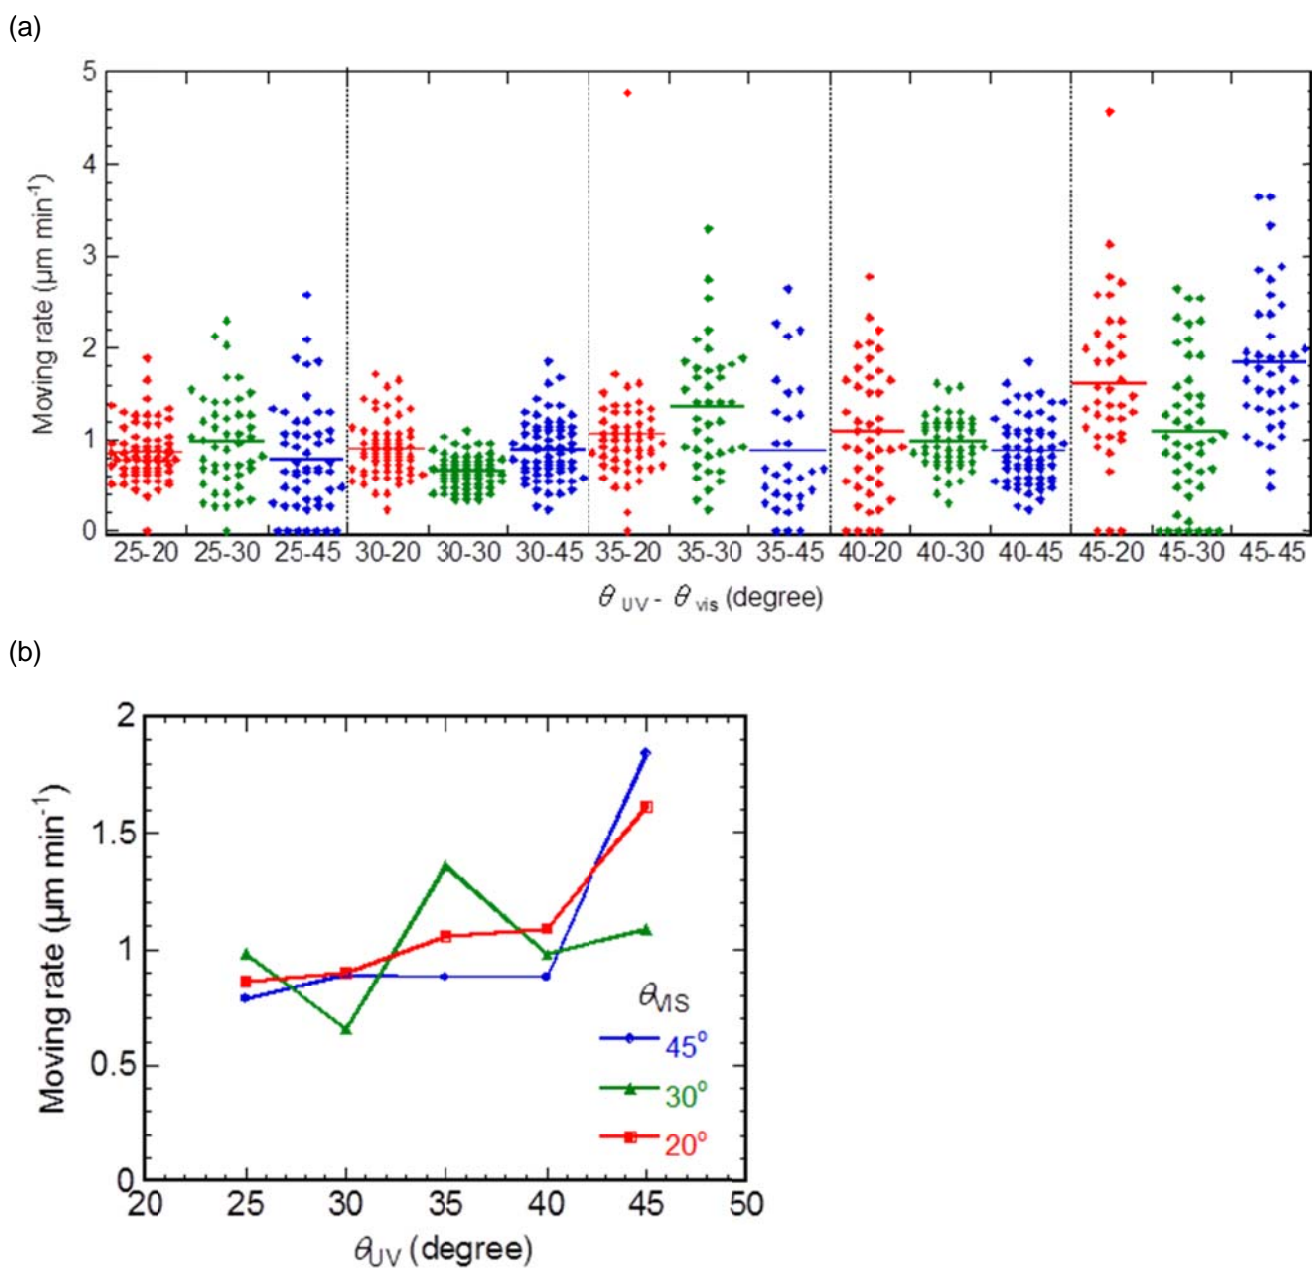 (a)
5
4
3
2
1
0
Moving rate (µm min⁻¹)
25-20 25-30 25-45 30-20 30-30 30-45 35-20 35-30 35-45 40-20 40-30 40-45 45-20 45-30 45-45
θ UV - θ vis (degree)
(b)
2
1.5
1
0.5
0
Moving rate (µm min⁻¹)
θVIS
45°
30°
20°
20 25 30 35 40 45 50
θUV (degree)